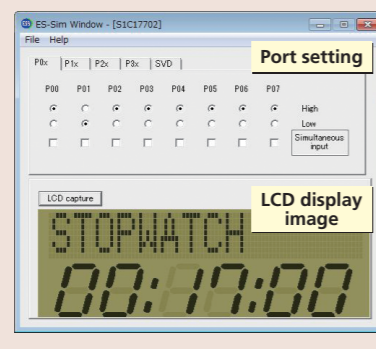 ES-Sim Window - [S1C17702]
File Help
P0x P1x P2x P3x SVD
Port setting
P00 P01 P02 P03 P04 P05 P06 P07
High
Low
Simultaneous
input
LCD capture
LCD display
image
STOPWATCH
00:17:00